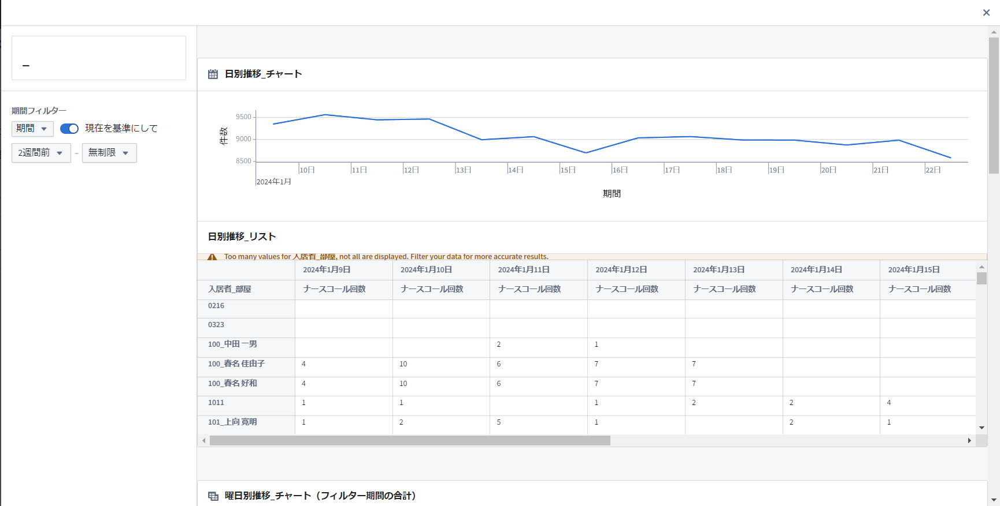 –
期間フィルター
期間
現在を基準にして
2週間前 – 無制限
日別推移_チャート
件数
9500
9000
8500
10日 11日 12日 13日 14日 15日 16日 17日 18日 19日 20日 21日 22日
2024年1月
期間
日別推移_リスト
Too many values for 入居者_部屋, not all are displayed. Filter your data for more accurate results.
2024年1月9日 2024年1月10日 2024年1月11日 2024年1月12日 2024年1月13日 2024年1月14日 2024年1月15日
入居者_部屋 ナースコール回数 ナースコール回数 ナースコール回数 ナースコール回数 ナースコール回数 ナースコール回数 ナースコール回数
0216
0323
100_中田 一男 2 1
100_春名 佳由子 4 10 6 7 7
100_春名 好和 4 10 6 7 7
1011 1 1 1 2 2 4
101_上向 寛明 1 2 5 1 2 1
曜日別推移_チャート（フィルター期間の合計）